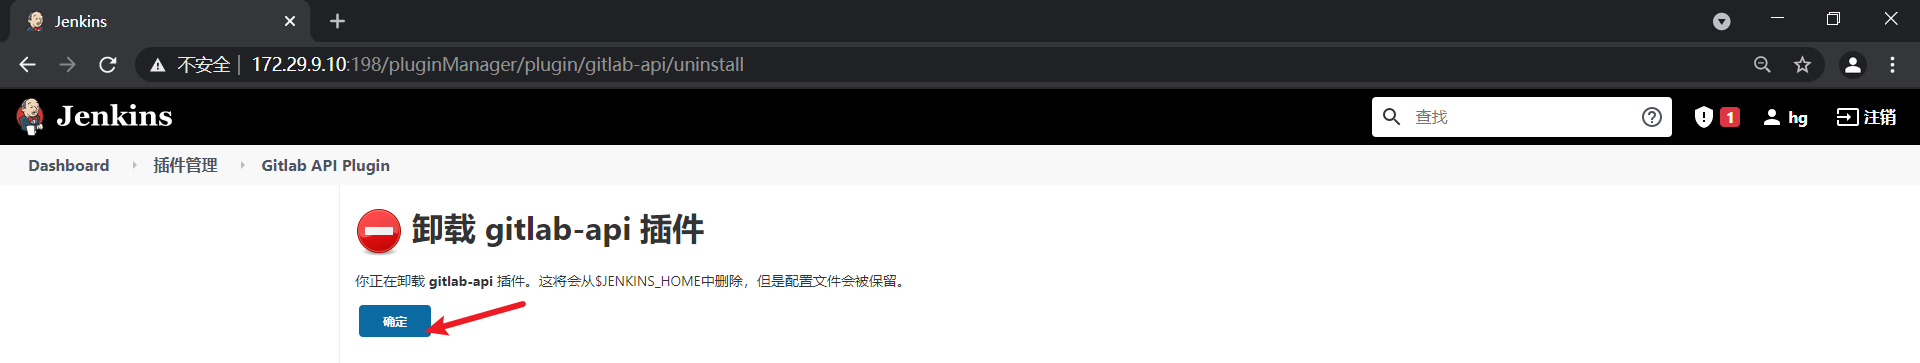 Jenkins
不安全 172.29.9.10:198/pluginManager/plugin/gitlab-api/uninstall
Jenkins 查找 1 hg 注销
Dashboard 插件管理 Gitlab API Plugin
卸载 gitlab-api 插件
你正在卸载 gitlab-api 插件。这将会从$JENKINS_HOME中删除，但是配置文件会被保留。
确定